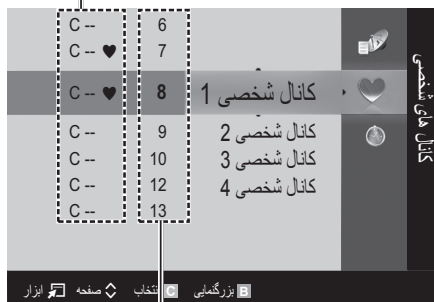 کانال های شخصی
C -- 6
C -- ♥ 7
C -- ♥ 8 کانال شخصی 1
C -- 9 کانال شخصی 2
C -- 10 کانال شخصی 3
C -- 12 کانال شخصی 4
C -- 13
B بزرگنمایی C انتخاب صفحه ابزار